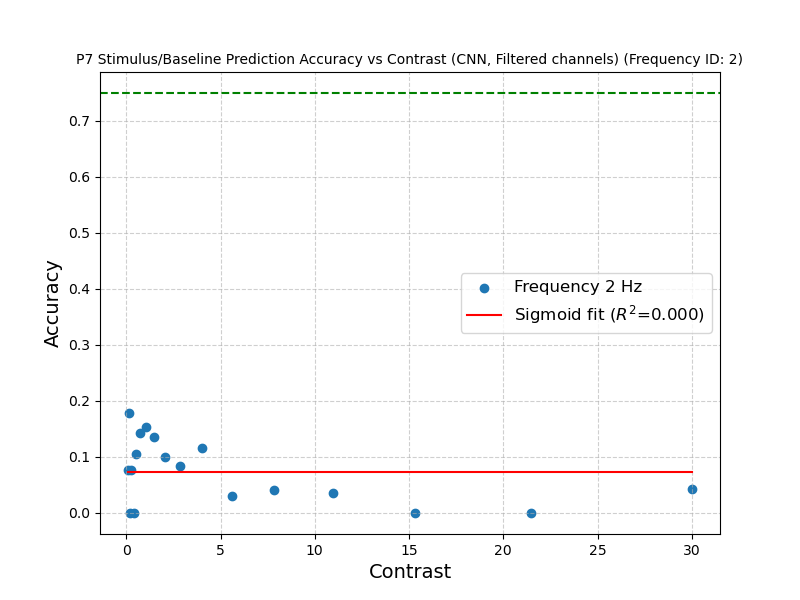 P7 Stimulus/Baseline Prediction Accuracy vs Contrast (CNN, Filtered channels) (Frequency ID: 2)
0.7
0.6
0.5
0.4
0.3
0.2
0.1
0.0
Accuracy
Frequency 2 Hz
Sigmoid fit (R²=0.000)
0 5 10 15 20 25 30
Contrast